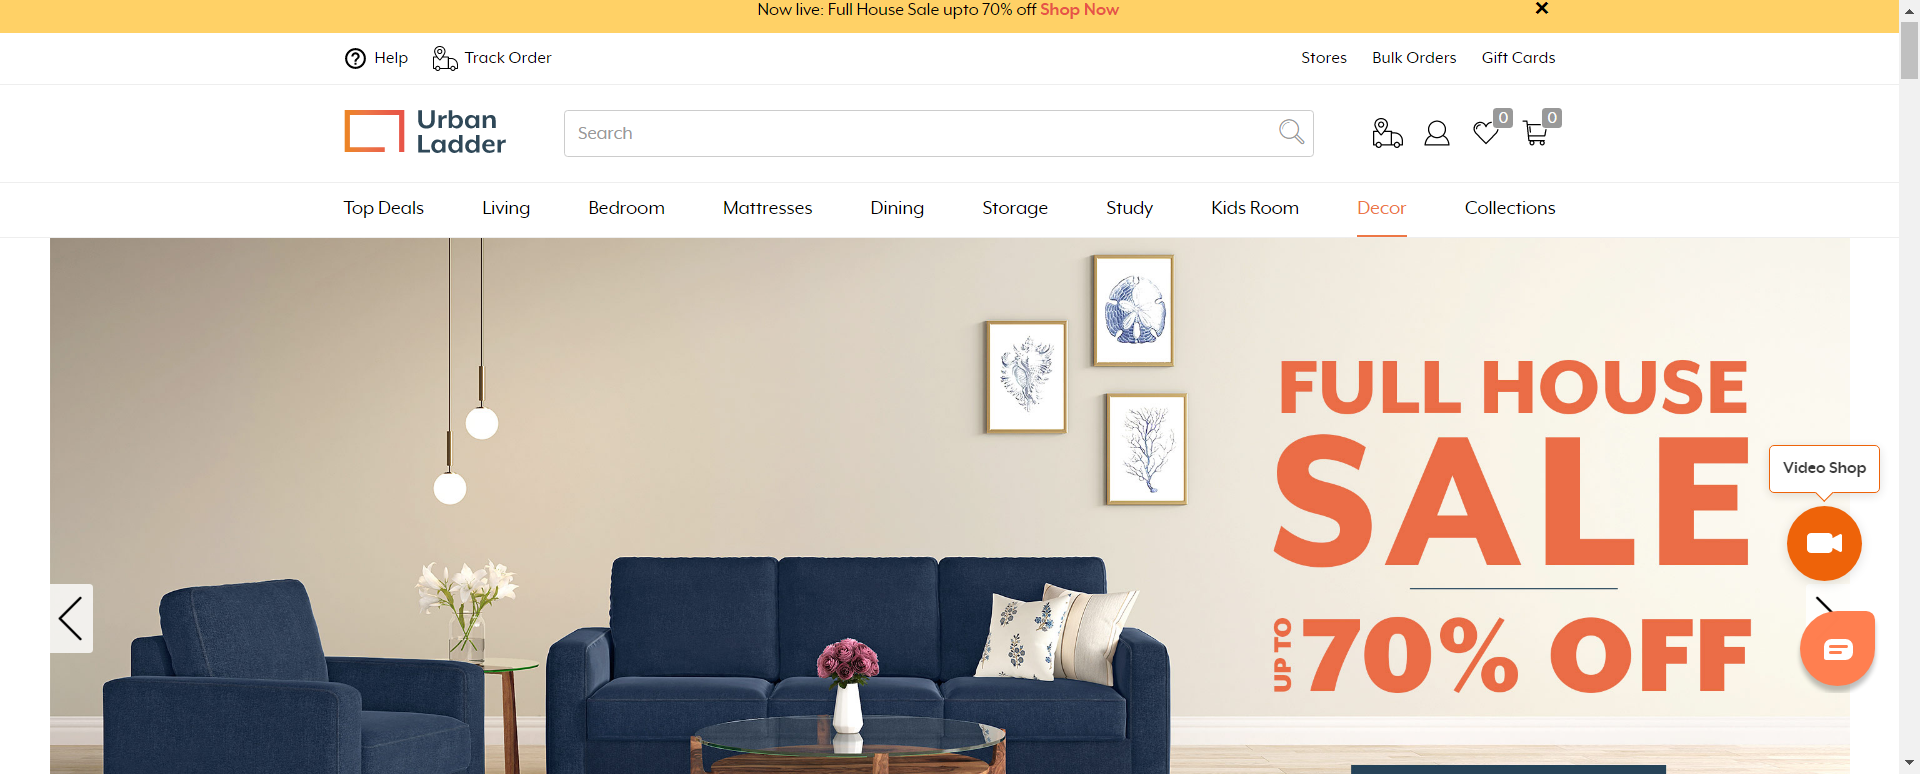 Now live: Full House Sale upto 70% off Shop Now
Help
Track Order
Stores
Bulk Orders
Gift Cards
Urban
Ladder
Search
0
0
Top Deals
Living
Bedroom
Mattresses
Dining
Storage
Study
Kids Room
Decor
Collections
FULL HOUSE
SALE
UP TO 70% OFF
Video Shop